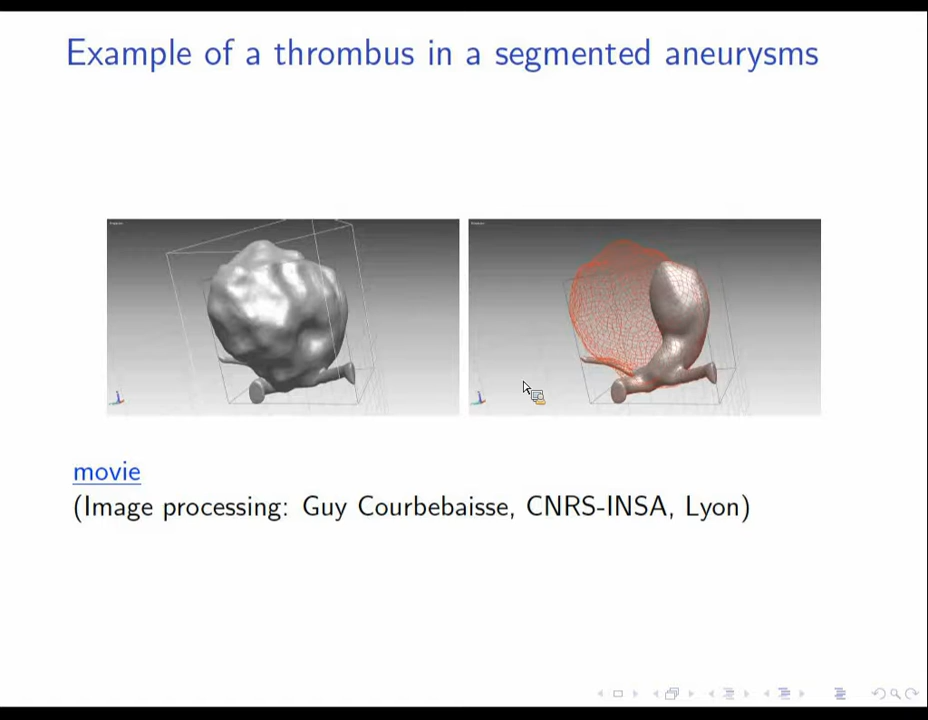 Example of a thrombus in a segmented aneurysms
movie
(Image processing: Guy Courbebaisse, CNRS-INSA, Lyon)